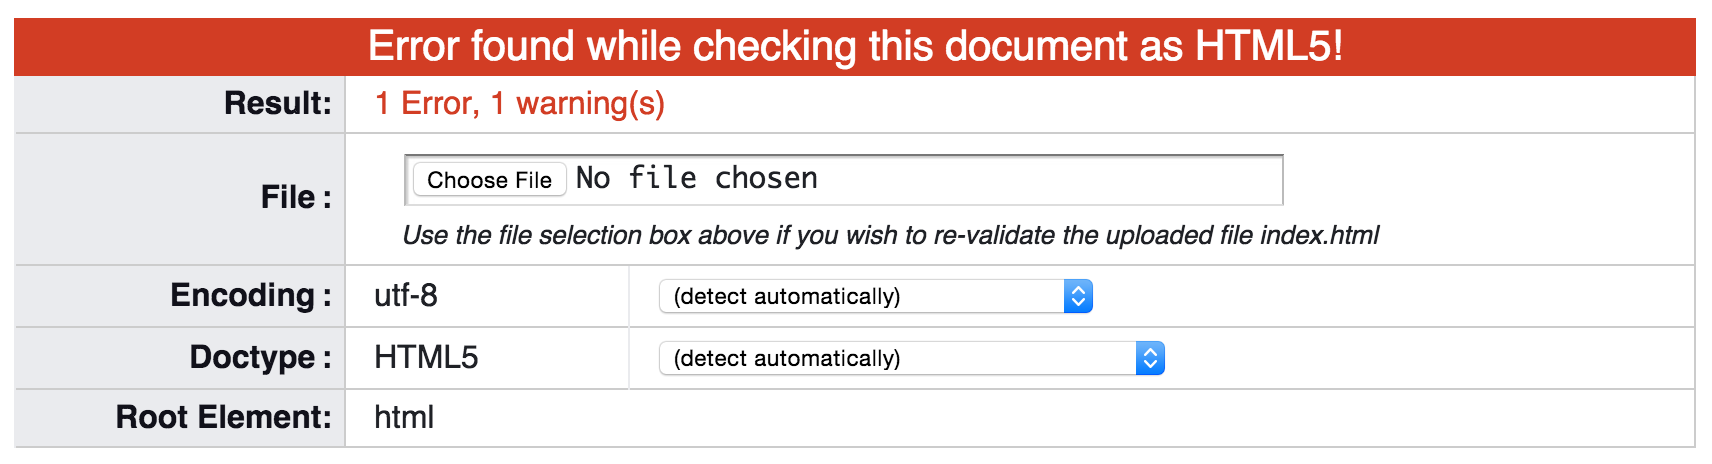 Error found while checking this document as HTML5!
Result: 1 Error, 1 warning(s)
File : Choose File No file chosen
Use the file selection box above if you wish to re-validate the uploaded file index.html
Encoding : utf-8 (detect automatically)
Doctype : HTML5 (detect automatically)
Root Element: html